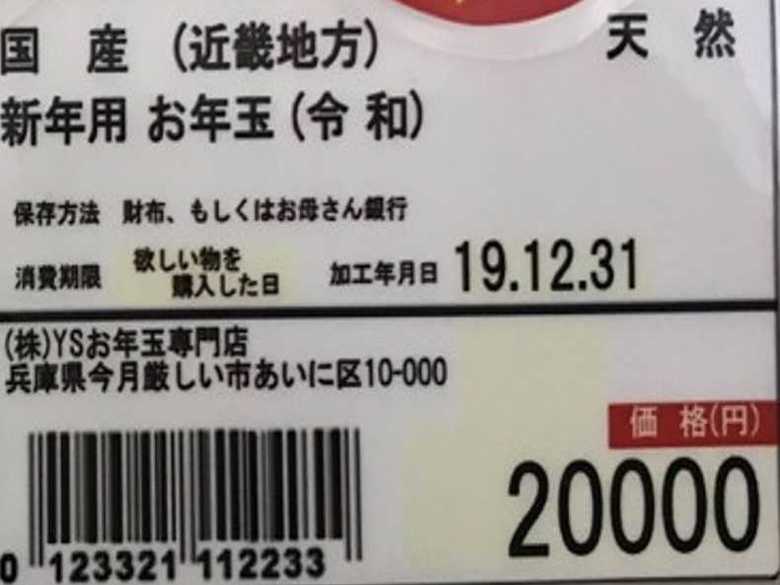 国 産 (近畿地方) 天 然
新年用 お年玉(令 和)
保存方法 財布、もしくはお母さん銀行
消費期限 欲しい物を購入した日 加工年月日 19.12.31
(株)YSお年玉専門店
兵庫県今月厳しい市あいに区10-000
価 格(円)
20000
0 123321 112233